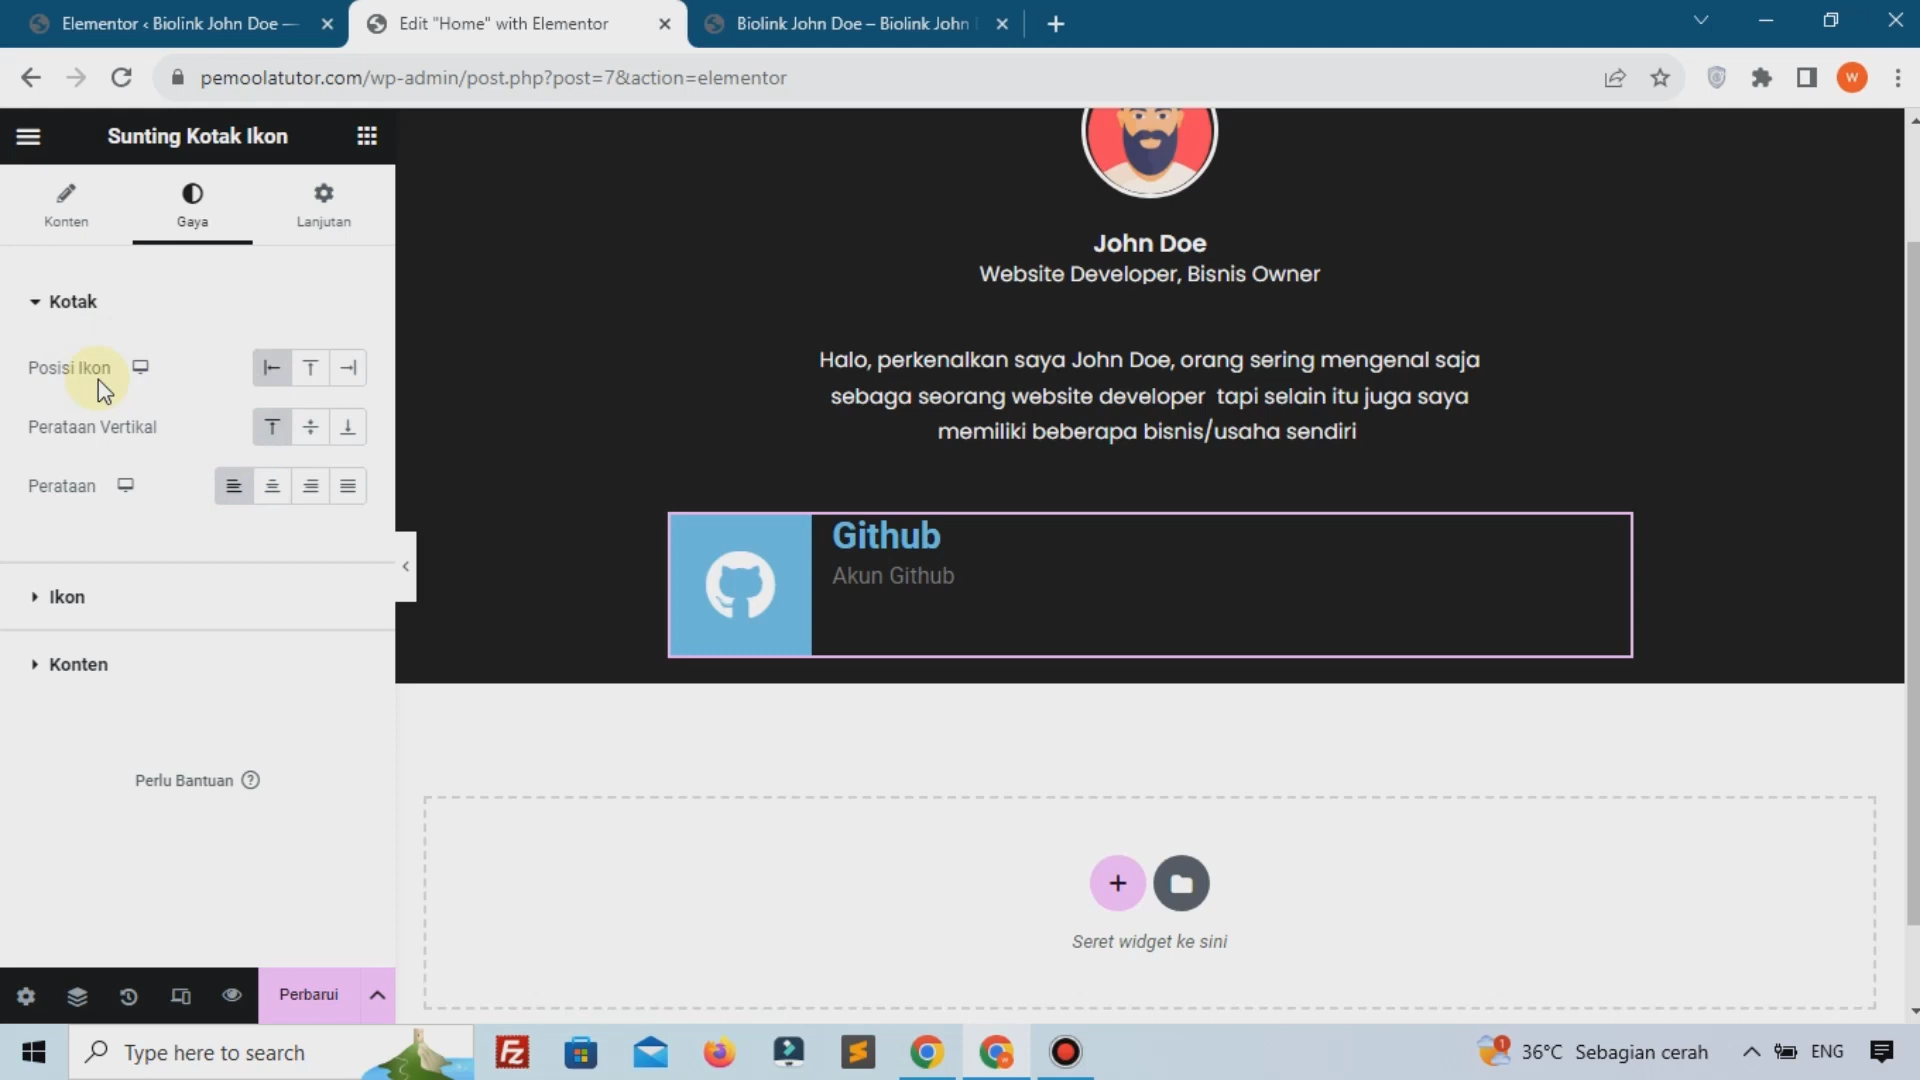 Elementor < Biolink John Doe —
Edit "Home" with Elementor
Biolink John Doe – Biolink John
pemoolatutor.com/wp-admin/post.php?post=7&action=elementor
W
Sunting Kotak Ikon
Konten
Gaya
Lanjutan
Kotak
Posisi Ikon
Perataan Vertikal
Perataan
Ikon
Konten
Perlu Bantuan
Perbarui
John Doe
Website Developer, Bisnis Owner
Halo, perkenalkan saya John Doe, orang sering mengenal saja
sebaga seorang website developer tapi selain itu juga saya
memiliki beberapa bisnis/usaha sendiri
Github
Akun Github
Seret widget ke sini
Type here to search
Fz
1
36°C Sebagian cerah
ENG